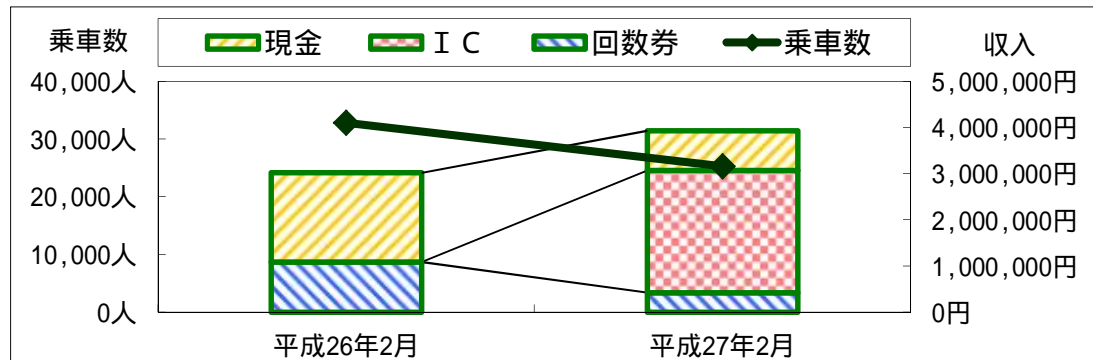 乗車数 現金 ＩＣ 回数券 乗車数 収入
40,000人 5,000,000円
30,000人 4,000,000円
20,000人 3,000,000円
10,000人 2,000,000円
0人 1,000,000円
0円
平成26年2月 平成27年2月